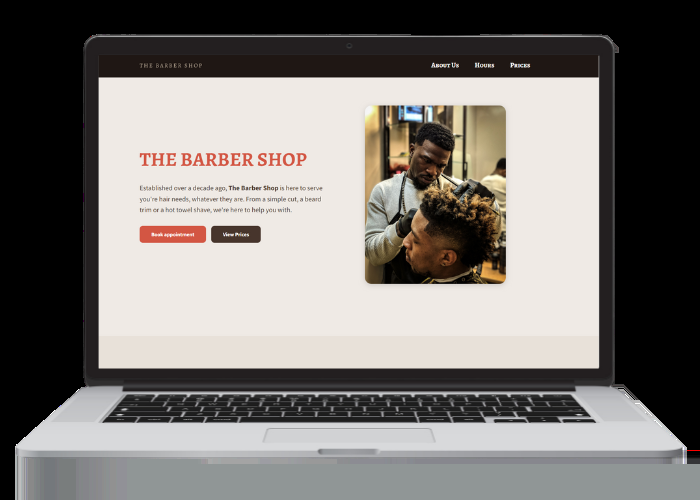 THE BARBER SHOP
About Us Hours Prices
THE BARBER SHOP
Established over a decade ago, The Barber Shop is here to serve
you're hair needs, whatever they are. From a simple cut, a beard
trim or a hot towel shave, we're here to help you with.
Book appointment View Prices